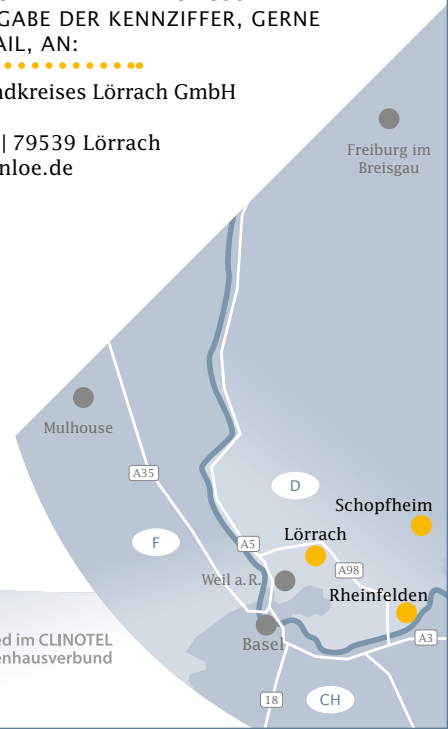 GABE DER KENNZIFFER, GERNE
AIL, AN:
dkreises Lörrach GmbH
| 79539 Lörrach
nloe.de
Freiburg im
Breisgau
Mulhouse
A35
D
Schopfheim
F
A5
Lörrach
Weil a. R.
A98
Rheinfelden
Basel
A3
ed im CLINOTEL
enhausverbund
18
CH